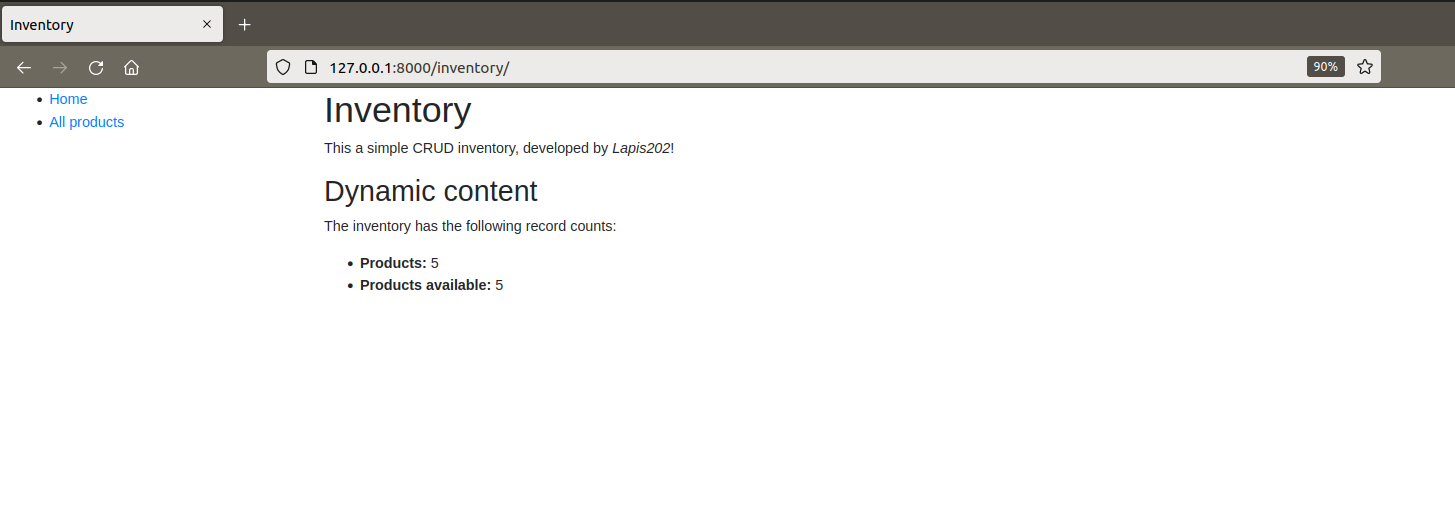 Inventory
127.0.0.1:8000/inventory/
90%
Home
All products
Inventory
This a simple CRUD inventory, developed by Lapis202!
Dynamic content
The inventory has the following record counts:
Products: 5
Products available: 5